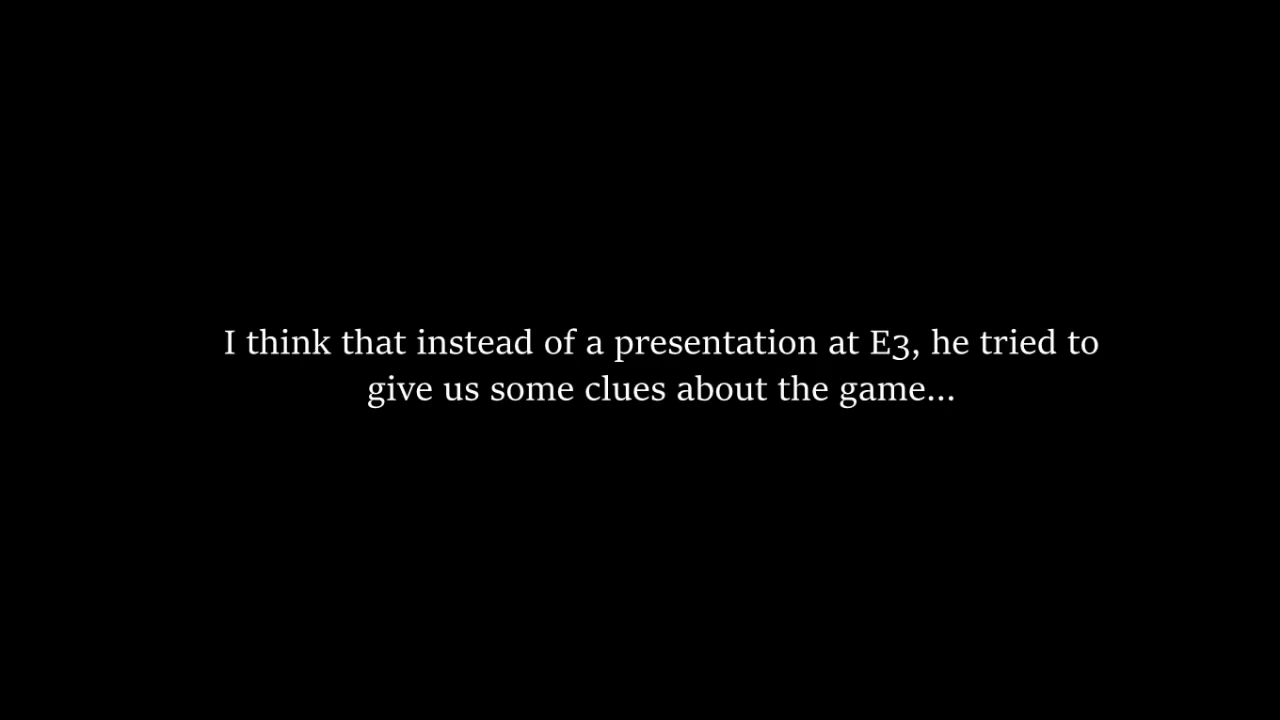 I think that instead of a presentation at E3, he tried to
give us some clues about the game...